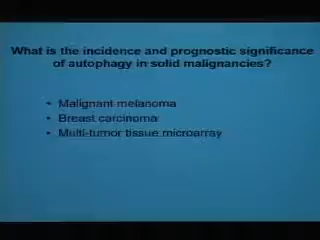 What is the incidence and prognostic significance
of autophagy in solid malignancies?
• Malignant melanoma
• Breast carcinoma
• Multi-tumor tissue microarray